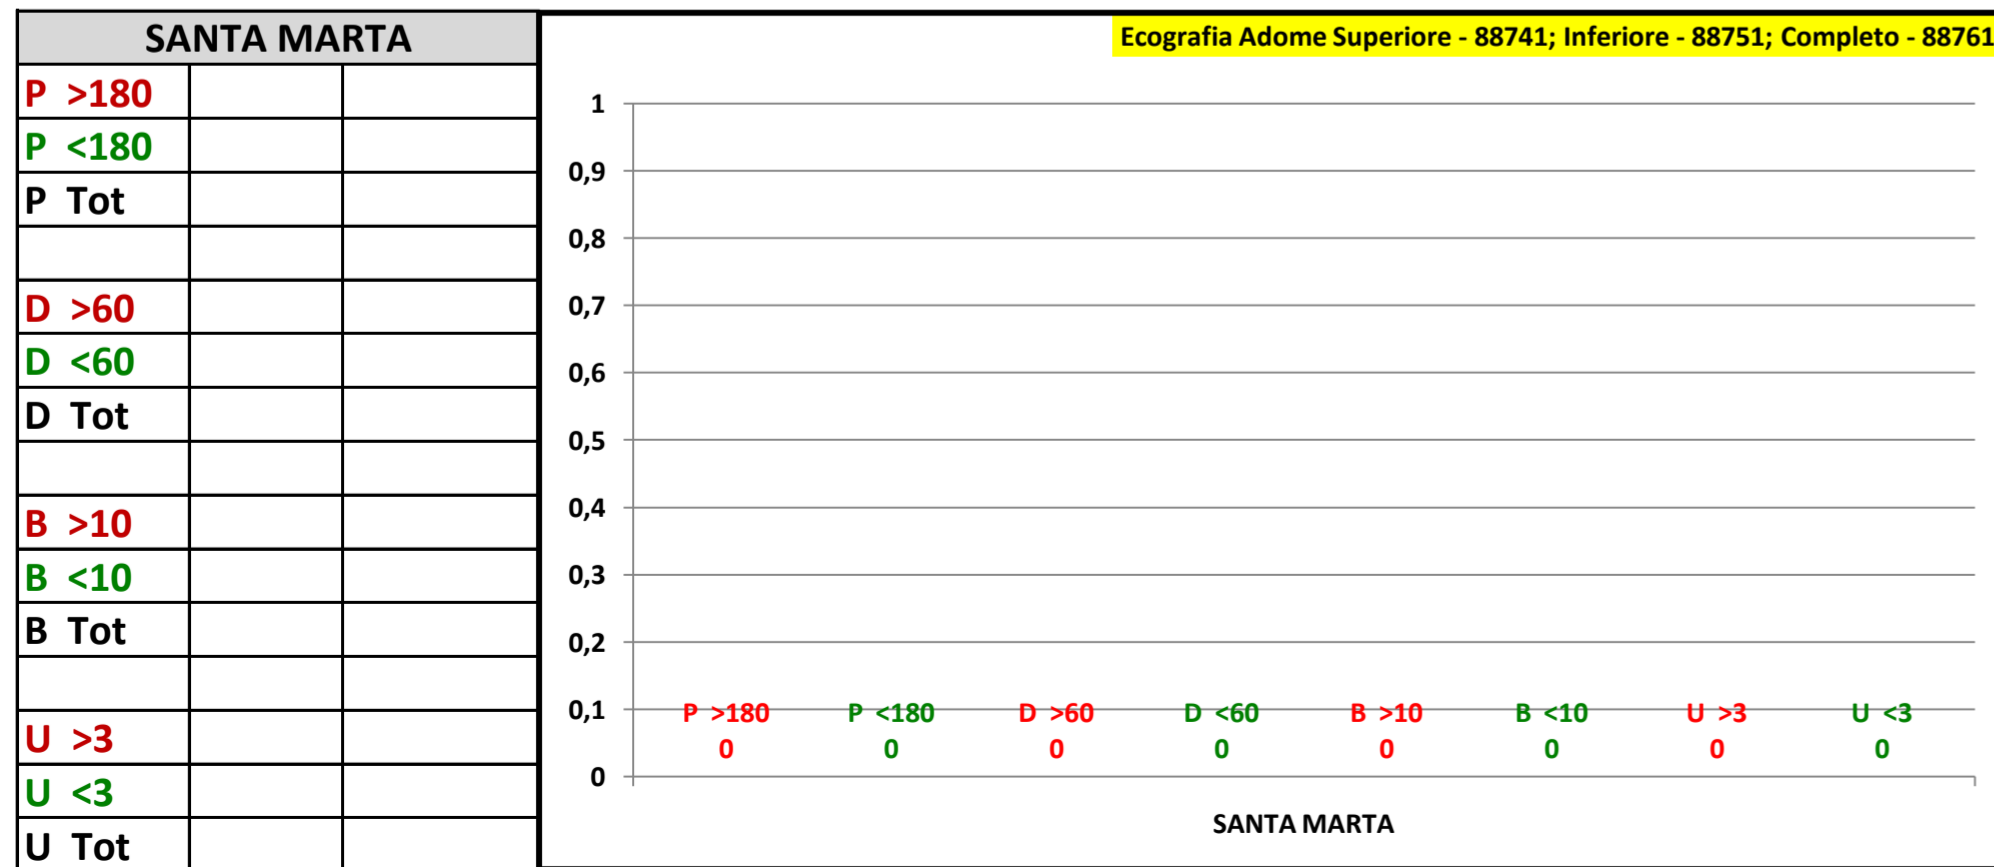 SANTA MARTA
P >180
P <180
P Tot
D >60
D <60
D Tot
B >10
B <10
B Tot
U >3
U <3
U Tot
Ecografia Adome Superiore - 88741; Inferiore - 88751; Completo - 88761
1
0,9
0,8
0,7
0,6
0,5
0,4
0,3
0,2
0,1
0
P >180 P <180 D >60 D <60 B >10 B <10 U >3 U <3
0 0 0 0 0 0 0 0
SANTA MARTA